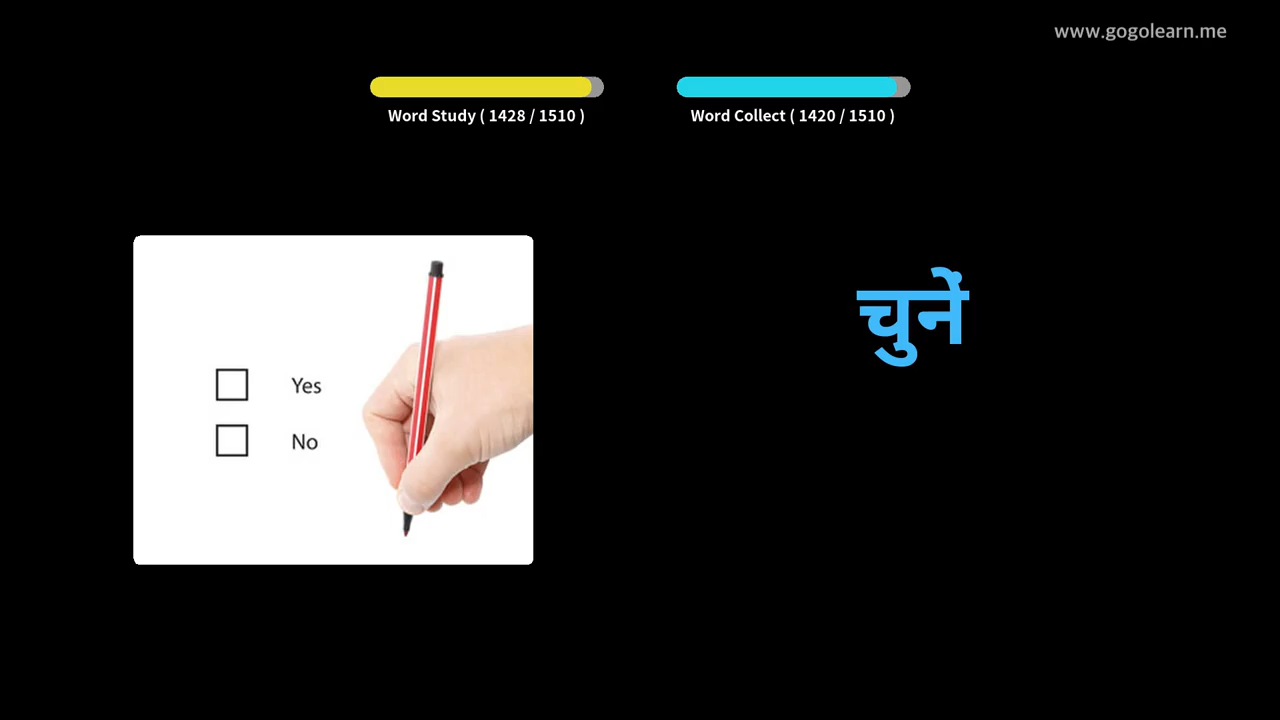 www.gogolearn.me
Word Study ( 1428 / 1510 )
Word Collect ( 1420 / 1510 )
चुनें
Yes
No